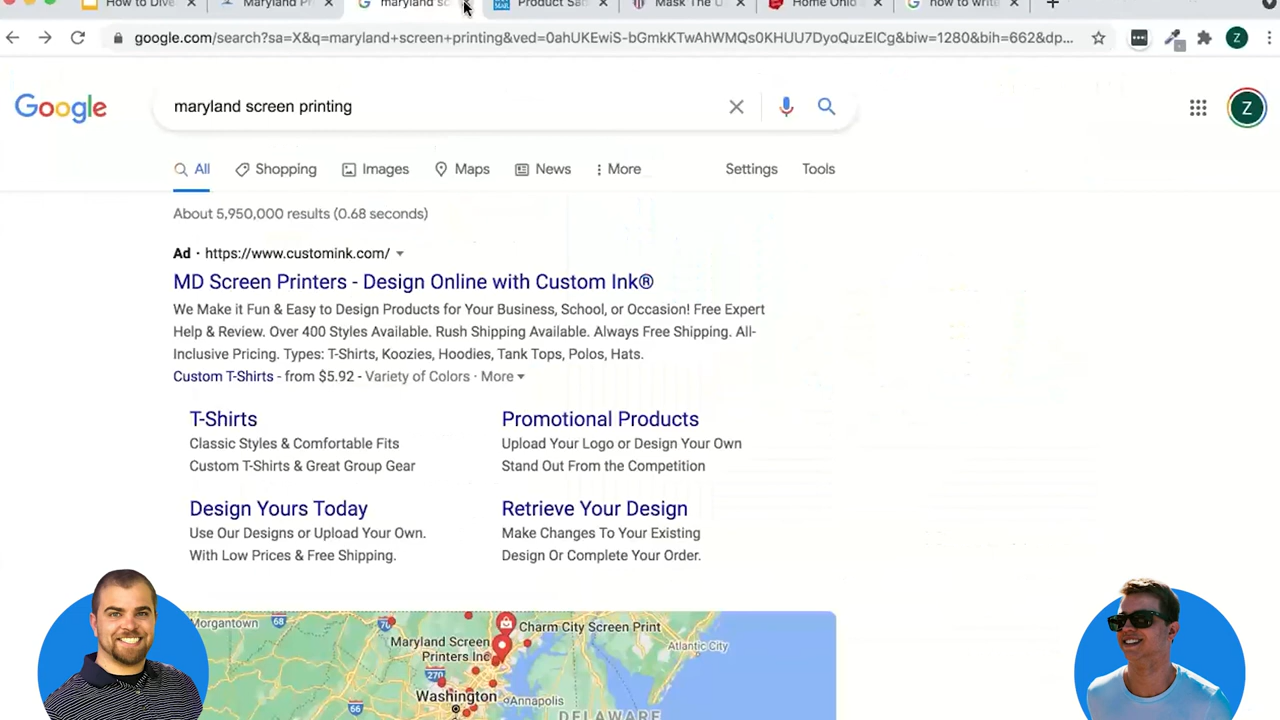 How to Dive
Maryland Pr
maryland sc
Product Sa
Mask The U
Home Ohio
how to write
google.com/search?sa=X&q=maryland+screen+printing&ved=0ahUKEwiS-bGmkKTwAhWMQs0KHUU7DyoQuzEICg&biw=1280&bih=662&dp...
Z
Google
maryland screen printing
Z
All
Shopping
Images
Maps
News
More
Settings
Tools
About 5,950,000 results (0.68 seconds)
Ad · https://www.customink.com/
MD Screen Printers - Design Online with Custom Ink®
We Make it Fun & Easy to Design Products for Your Business, School, or Occasion! Free Expert
Help & Review. Over 400 Styles Available. Rush Shipping Available. Always Free Shipping. All-
Inclusive Pricing. Types: T-Shirts, Koozies, Hoodies, Tank Tops, Polos, Hats.
Custom T-Shirts - from $5.92 - Variety of Colors · More
T-Shirts
Classic Styles & Comfortable Fits
Custom T-Shirts & Great Group Gear
Promotional Products
Upload Your Logo or Design Your Own
Stand Out From the Competition
Design Yours Today
Use Our Designs or Upload Your Own.
With Low Prices & Free Shipping.
Retrieve Your Design
Make Changes To Your Existing
Design Or Complete Your Order.
Morgantown
68
76
Maryland Screen
Printers Inc
Charm City Screen Print
Atlantic City
270
Washington
Annapolis
66
DELAWARE